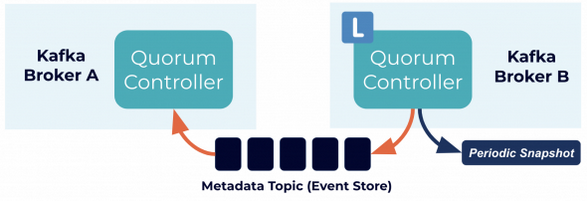 Kafka
Broker A
Quorum
Controller
L
Quorum
Controller
Kafka
Broker B
Periodic Snapshot
Metadata Topic (Event Store)